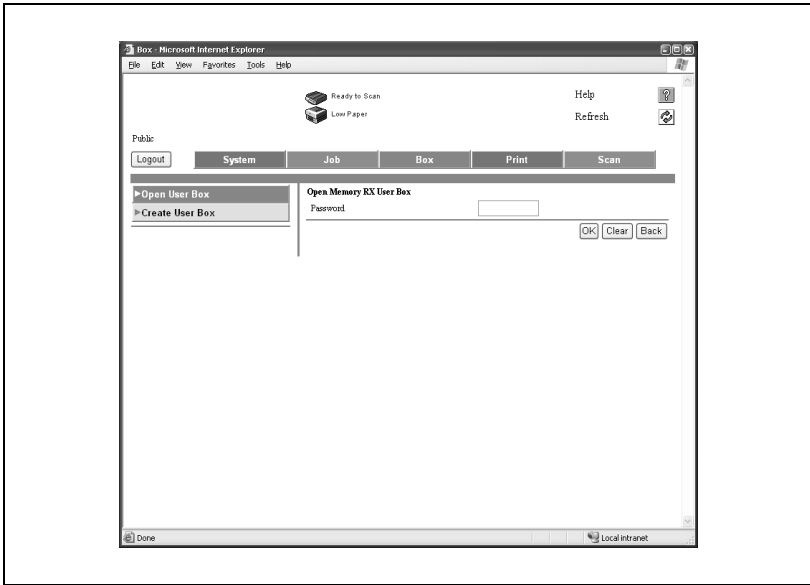 Box - Microsoft Internet Explorer
File Edit View Favorites Tools Help
Ready to Scan
Low Paper
Help ?
Refresh
Public
Logout System Job Box Print Scan
Open User Box
Create User Box
Open Memory RX User Box
Password
OK Clear Back
Done
Local intranet